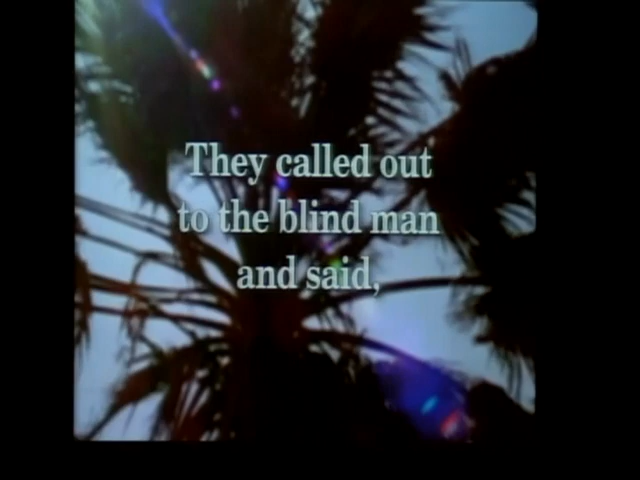 They called out
to the blind man
and said,